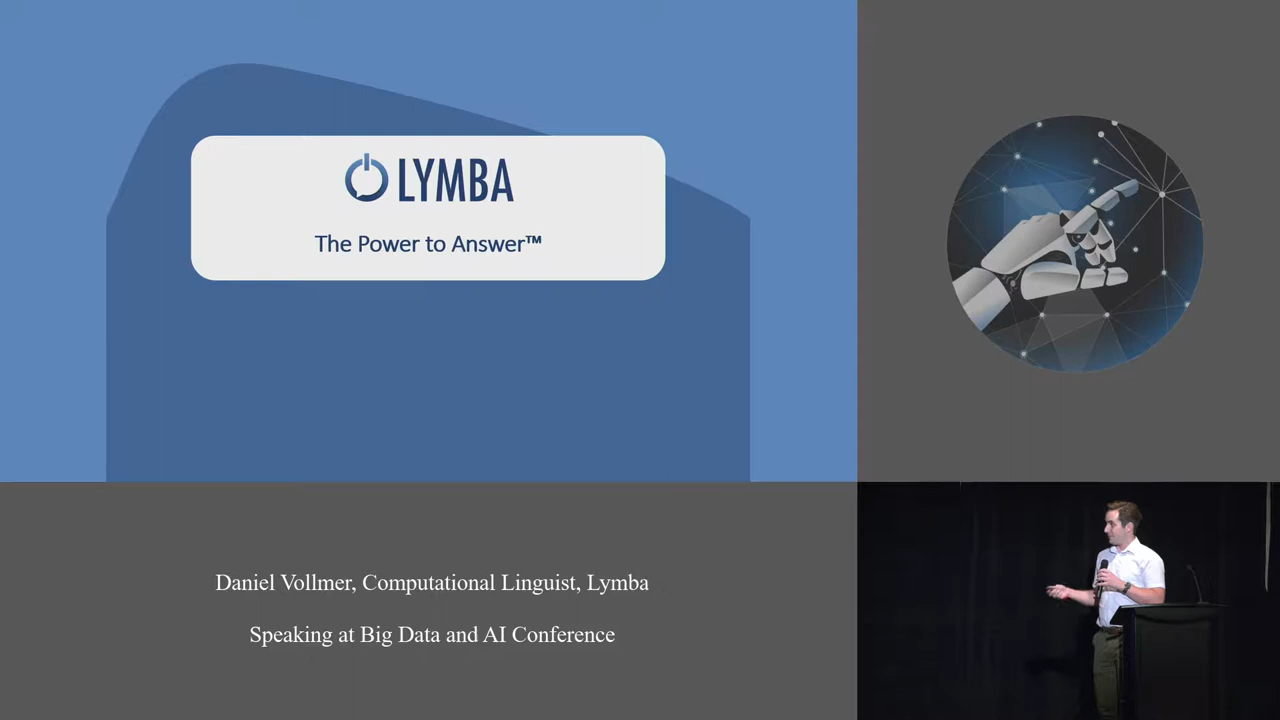 LYMBA
The Power to Answer™
Daniel Vollmer, Computational Linguist, Lymba
Speaking at Big Data and AI Conference